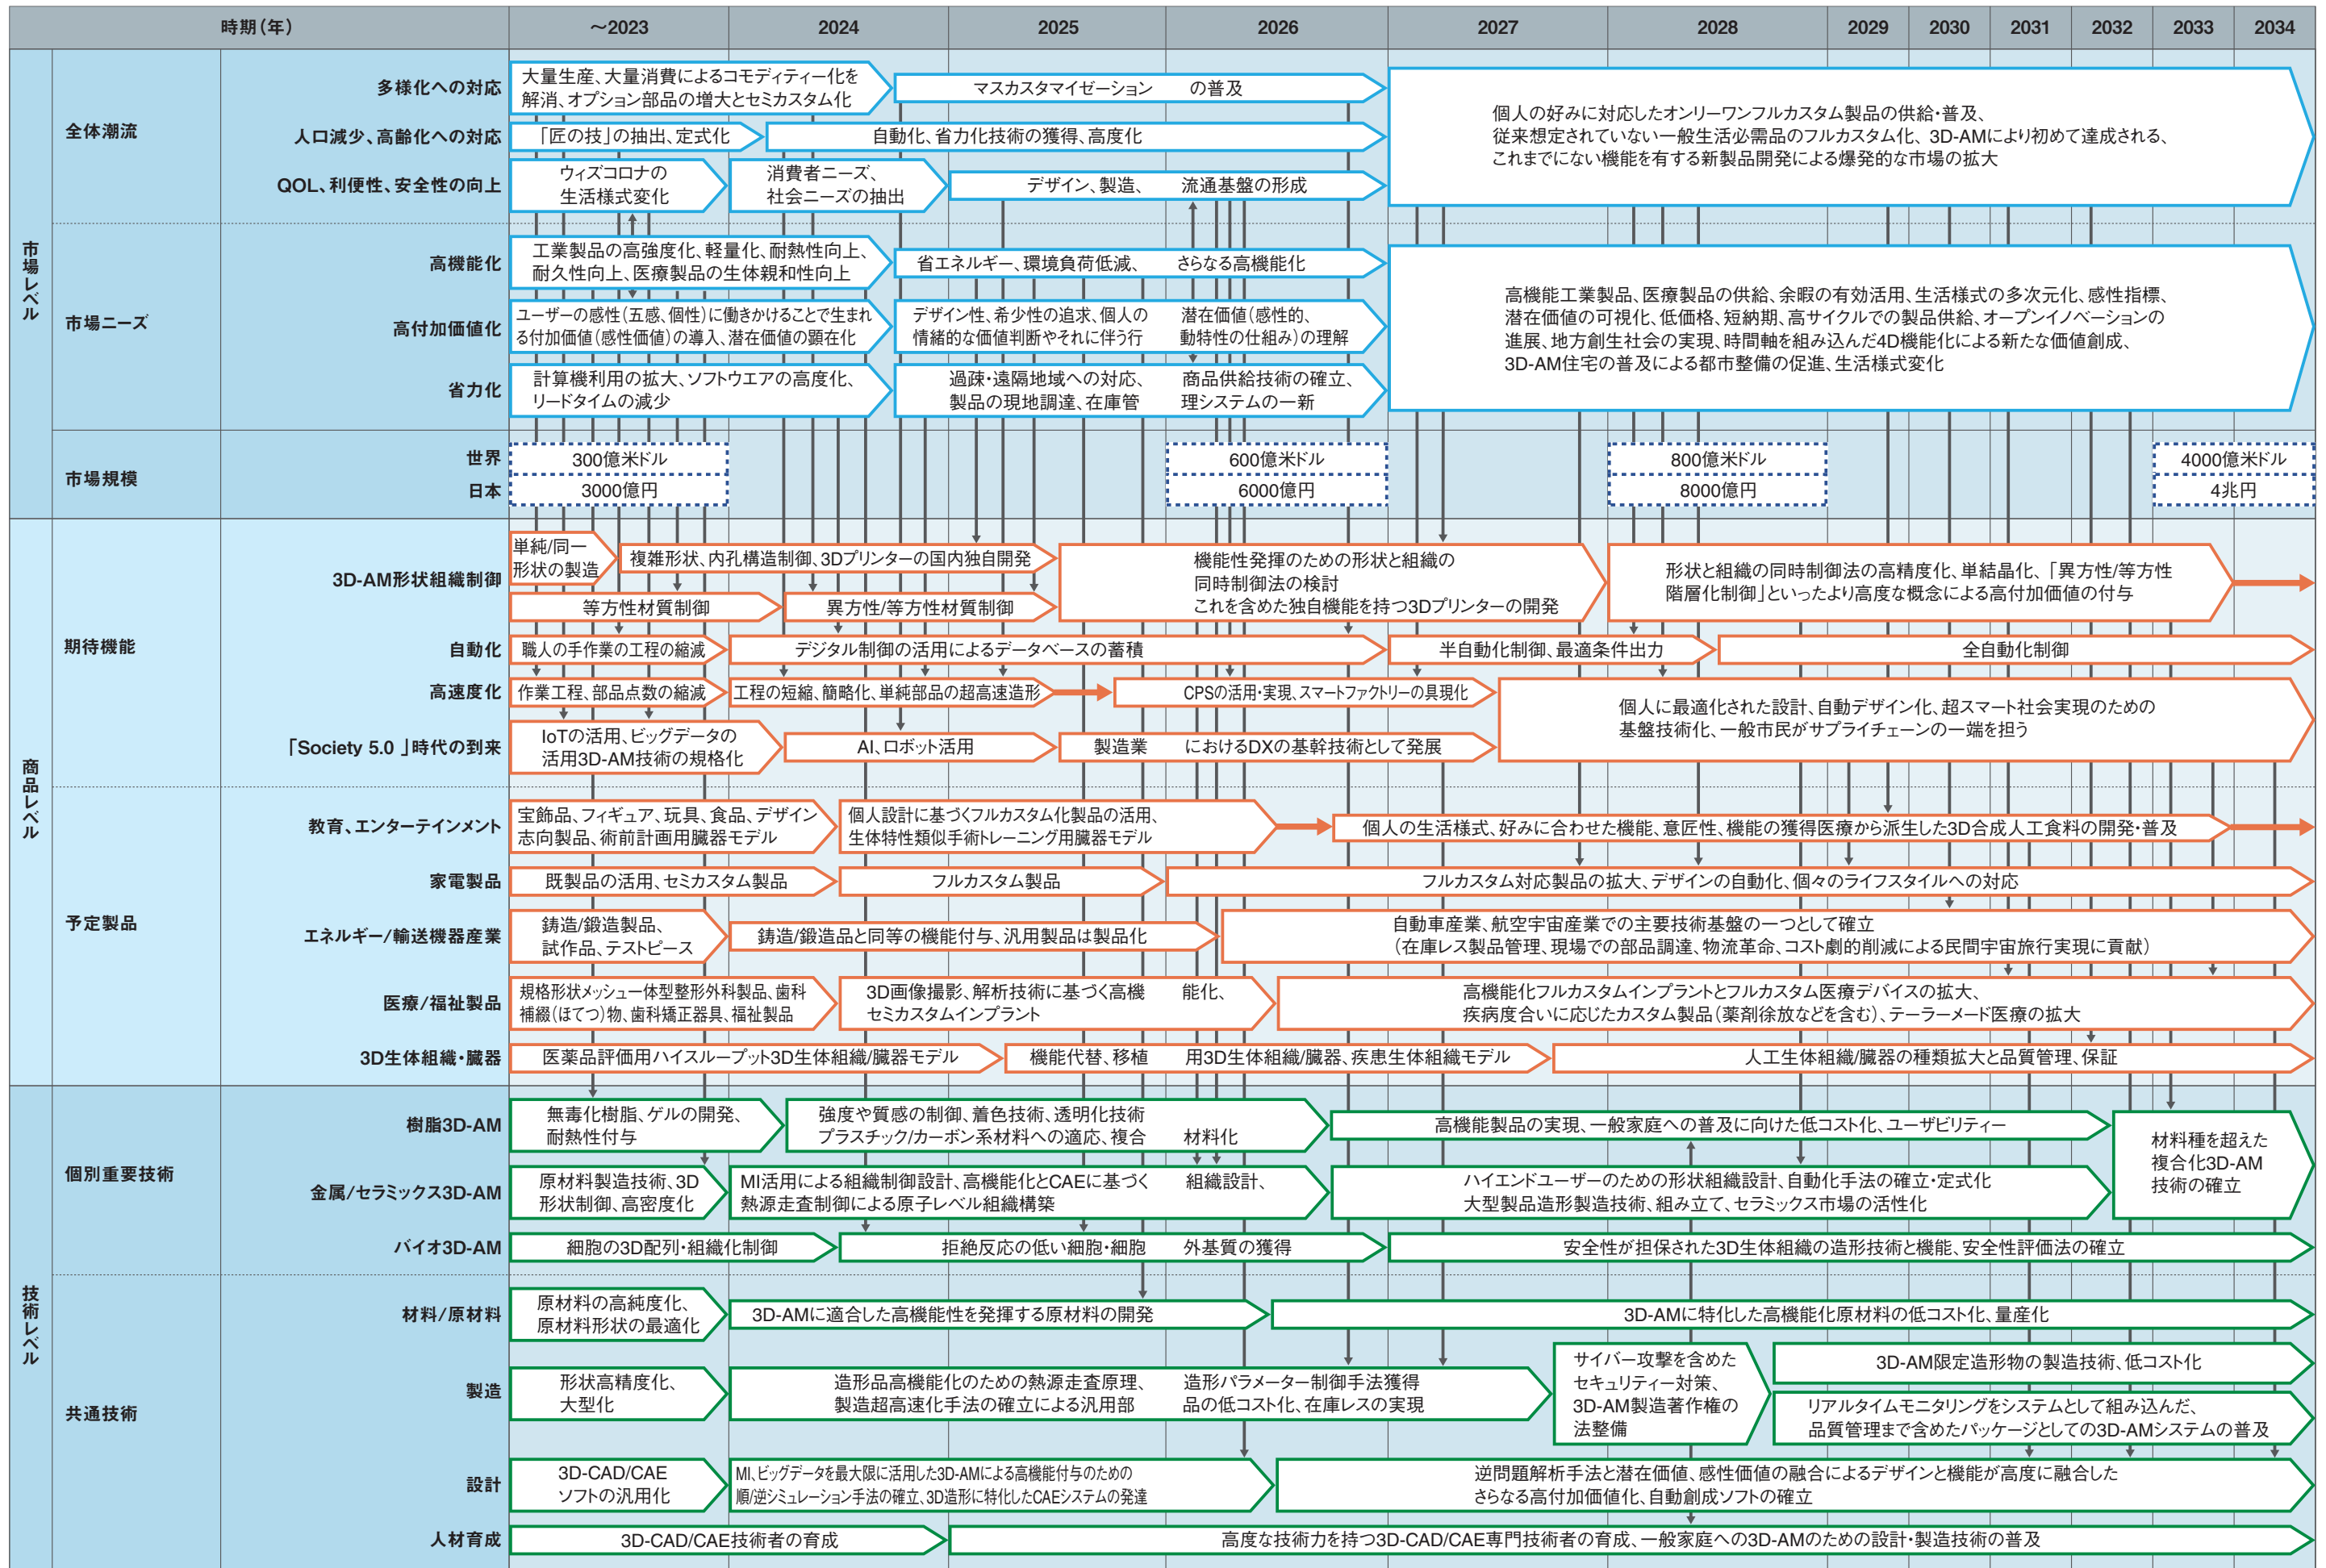 時期(年)
～2023
2024
2025
2026
2027
2028
2029
2030
2031
2032
2033
2034
市場レベル
全体潮流
多様化への対応
大量生産、大量消費によるコモディティー化を
解消、オプション部品の増大とセミカスタム化
マスカスタマイゼーション の普及
人口減少、高齢化への対応
「匠の技」の抽出、定式化
自動化、省力化技術の獲得、高度化
QOL、利便性、安全性の向上
ウィズコロナの
生活様式変化
消費者ニーズ、
社会ニーズの抽出
デザイン、製造、 流通基盤の形成
個人の好みに対応したオンリーワンフルカスタム製品の供給・普及、
従来想定されていない一般生活必需品のフルカスタム化、3D-AMにより初めて達成される、
これまでにない機能を有する新製品開発による爆発的な市場の拡大
市場ニーズ
高機能化
工業製品の高強度化、軽量化、耐熱性向上、
耐久性向上、医療製品の生体親和性向上
省エネルギー、環境負荷低減、 さらなる高機能化
高付加価値化
ユーザーの感性(五感、個性)に働きかけることで生まれ
る付加価値(感性価値)の導入、潜在価値の顕在化
デザイン性、希少性の追求、個人の 潜在価値(感性的、
情緒的な価値判断やそれに伴う行 動特性の仕組み)の理解
省力化
計算機利用の拡大、ソフトウエアの高度化、
リードタイムの減少
過疎・遠隔地域への対応、 商品供給技術の確立、
製品の現地調達、在庫管 理システムの一新
高機能工業製品、医療製品の供給、余暇の有効活用、生活様式の多次元化、感性指標、
潜在価値の可視化、低価格、短納期、高サイクルでの製品供給、オープンイノベーションの
進展、地方創生社会の実現、時間軸を組み込んだ4D機能化による新たな価値創成、
3D-AM住宅の普及による都市整備の促進、生活様式変化
市場規模
世界
300億米ドル
600億米ドル
800億米ドル
4000億米ドル
日本
3000億円
6000億円
8000億円
4兆円
商品レベル
期待機能
3D-AM形状組織制御
単純/同一
形状の製造
複雑形状、内孔構造制御、3Dプリンターの国内独自開発
等方性材質制御
異方性/等方性材質制御
機能性発揮のための形状と組織の
同時制御法の検討
これを含めた独自機能を持つ3Dプリンターの開発
形状と組織の同時制御法の高精度化、単結晶化、「異方性/等方性
階層化制御」といったより高度な概念による高付加価値の付与
自動化
職人の手作業の工程の縮減
デジタル制御の活用によるデータベースの蓄積
半自動化制御、最適条件出力
全自動化制御
高速度化
作業工程、部品点数の縮減
工程の短縮、簡略化、単純部品の超高速造形
CPSの活用・実現、スマートファクトリーの具現化
「Society 5.0 」時代の到来
IoTの活用、ビッグデータの
活用3D-AM技術の規格化
AI、ロボット活用
製造業 におけるDXの基幹技術として発展
個人に最適化された設計、自動デザイン化、超スマート社会実現のための
基盤技術化、一般市民がサプライチェーンの一端を担う
予定製品
教育、エンターテインメント
宝飾品、フィギュア、玩具、食品、デザイン
志向製品、術前計画用臓器モデル
個人設計に基づくフルカスタム化製品の活用、
生体特性類似手術トレーニング用臓器モデル
個人の生活様式、好みに合わせた機能、意匠性、機能の獲得医療から派生した3D合成人工食料の開発・普及
家電製品
既製品の活用、セミカスタム製品
フルカスタム製品
フルカスタム対応製品の拡大、デザインの自動化、個々のライフスタイルへの対応
エネルギー/輸送機器産業
鋳造/鍛造製品、
試作品、テストピース
鋳造/鍛造品と同等の機能付与、汎用製品は製品化
自動車産業、航空宇宙産業での主要技術基盤の一つとして確立
(在庫レス製品管理、現場での部品調達、物流革命、コスト劇的削減による民間宇宙旅行実現に貢献)
医療/福祉製品
規格形状メッシュ一体型整形外科製品、歯科
補綴(ほてつ)物、歯科矯正器具、福祉製品
3D画像撮影、解析技術に基づく高機 能化、
セミカスタムインプラント
高機能化フルカスタムインプラントとフルカスタム医療デバイスの拡大、
疾病度合いに応じたカスタム製品(薬剤徐放などを含む)、テーラーメード医療の拡大
3D生体組織・臓器
医薬品評価用ハイスループット3D生体組織/臓器モデル
機能代替、移植 用3D生体組織/臓器、疾患生体組織モデル
人工生体組織/臓器の種類拡大と品質管理、保証
技術レベル
個別重要技術
樹脂3D-AM
無毒化樹脂、ゲルの開発、
耐熱性付与
強度や質感の制御、着色技術、透明化技術
プラスチック/カーボン系材料への適応、複合 材料化
高機能製品の実現、一般家庭への普及に向けた低コスト化、ユーザビリティー
材料種を超えた
複合化3D-AM
技術の確立
金属/セラミックス3D-AM
原材料製造技術、3D
形状制御、高密度化
MI活用による組織制御設計、高機能化とCAEに基づく 組織設計、
熱源走査制御による原子レベル組織構築
ハイエンドユーザーのための形状組織設計、自動化手法の確立・定式化
大型製品造形製造技術、組み立て、セラミックス市場の活性化
バイオ3D-AM
細胞の3D配列・組織化制御
拒絶反応の低い細胞・細胞 外基質の獲得
安全性が担保された3D生体組織の造形技術と機能、安全性評価法の確立
共通技術
材料/原材料
原材料の高純度化、
原材料形状の最適化
3D-AMに適合した高機能性を発揮する原材料の開発
3D-AMに特化した高機能化原材料の低コスト化、量産化
製造
形状高精度化、
大型化
造形品高機能化のための熱源走査原理、 造形パラメーター制御手法獲得
製造超高速化手法の確立による汎用部 品の低コスト化、在庫レスの実現
サイバー攻撃を含めた
セキュリティー対策、
3D-AM製造著作権の
法整備
3D-AM限定造形物の製造技術、低コスト化
リアルタイムモニタリングをシステムとして組み込んだ、
品質管理まで含めたパッケージとしての3D-AMシステムの普及
設計
3D-CAD/CAE
ソフトの汎用化
MI、ビッグデータを最大限に活用した3D-AMによる高機能付与のための
順/逆シミュレーション手法の確立、3D造形に特化したCAEシステムの発達
逆問題解析手法と潜在価値、感性価値の融合によるデザインと機能が高度に融合した
さらなる高付加価値化、自動創成ソフトの確立
人材育成
3D-CAD/CAE技術者の育成
高度な技術力を持つ3D-CAD/CAE専門技術者の育成、一般家庭への3D-AMのための設計・製造技術の普及